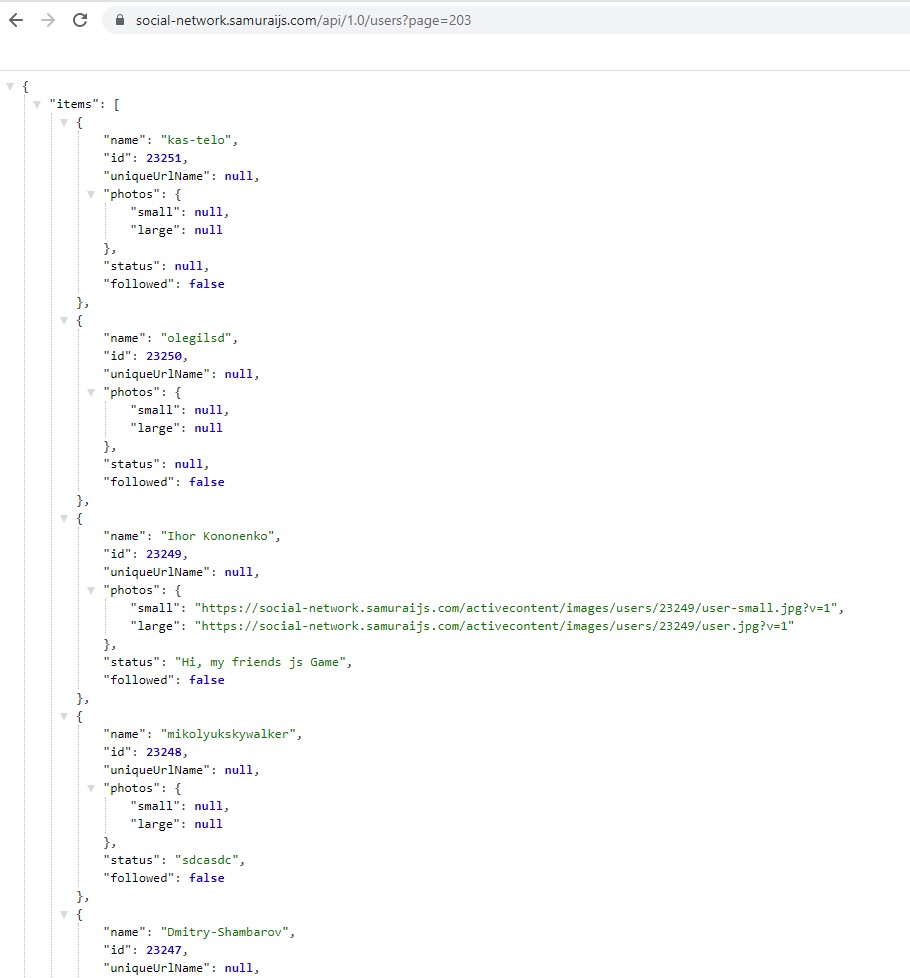 social-network.samuraijs.com/api/1.0/users?page=203
{
"items": [
{
"name": "kas-telo",
"id": 23251,
"uniqueUrlName": null,
"photos": {
"small": null,
"large": null
},
"status": null,
"followed": false
},
{
"name": "olegilsd",
"id": 23250,
"uniqueUrlName": null,
"photos": {
"small": null,
"large": null
},
"status": null,
"followed": false
},
{
"name": "Ihor Kononenko",
"id": 23249,
"uniqueUrlName": null,
"photos": {
"small": "https://social-network.samuraijs.com/activecontent/images/users/23249/user-small.jpg?v=1",
"large": "https://social-network.samuraijs.com/activecontent/images/users/23249/user.jpg?v=1"
},
"status": "Hi, my friends js Game",
"followed": false
},
{
"name": "mikolyukskywalker",
"id": 23248,
"uniqueUrlName": null,
"photos": {
"small": null,
"large": null
},
"status": "sdcasdc",
"followed": false
},
{
"name": "Dmitry-Shambarov",
"id": 23247,
"uniqueUrlName": null,